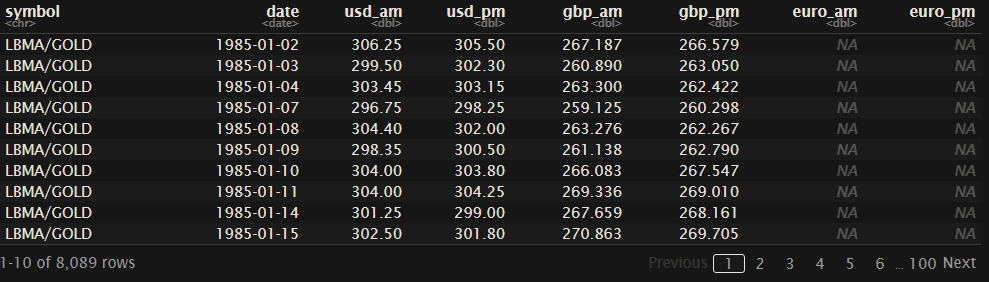 symbol date usd_am usd_pm gbp_am gbp_pm euro_am euro_pm
<chr> <date> <dbl> <dbl> <dbl> <dbl> <dbl> <dbl>
LBMA/GOLD 1985-01-02 306.25 305.50 267.187 266.579 NA NA
LBMA/GOLD 1985-01-03 299.50 302.30 260.890 263.050 NA NA
LBMA/GOLD 1985-01-04 303.45 303.15 263.300 262.422 NA NA
LBMA/GOLD 1985-01-07 296.75 298.25 259.125 260.298 NA NA
LBMA/GOLD 1985-01-08 304.40 302.00 263.276 262.267 NA NA
LBMA/GOLD 1985-01-09 298.35 300.50 261.138 262.790 NA NA
LBMA/GOLD 1985-01-10 304.00 303.80 266.083 267.547 NA NA
LBMA/GOLD 1985-01-11 304.00 304.25 269.336 269.010 NA NA
LBMA/GOLD 1985-01-14 301.25 299.00 267.659 268.161 NA NA
LBMA/GOLD 1985-01-15 302.50 301.80 270.863 269.705 NA NA
1-10 of 8,089 rows Previous 1 2 3 4 5 6 ... 100 Next